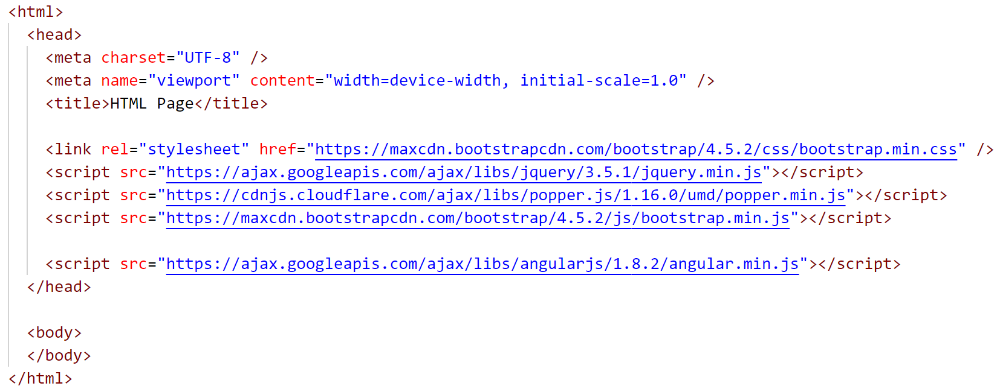 <html>
<head>
<meta charset="UTF-8" />
<meta name="viewport" content="width=device-width, initial-scale=1.0" />
<title>HTML Page</title>
<link rel="stylesheet" href="https://maxcdn.bootstrapcdn.com/bootstrap/4.5.2/css/bootstrap.min.css" />
<script src="https://ajax.googleapis.com/ajax/libs/jquery/3.5.1/jquery.min.js"></script>
<script src="https://cdnjs.cloudflare.com/ajax/libs/popper.js/1.16.0/umd/popper.min.js"></script>
<script src="https://maxcdn.bootstrapcdn.com/bootstrap/4.5.2/js/bootstrap.min.js"></script>
<script src="https://ajax.googleapis.com/ajax/libs/angularjs/1.8.2/angular.min.js"></script>
</head>
<body>
</body>
</html>